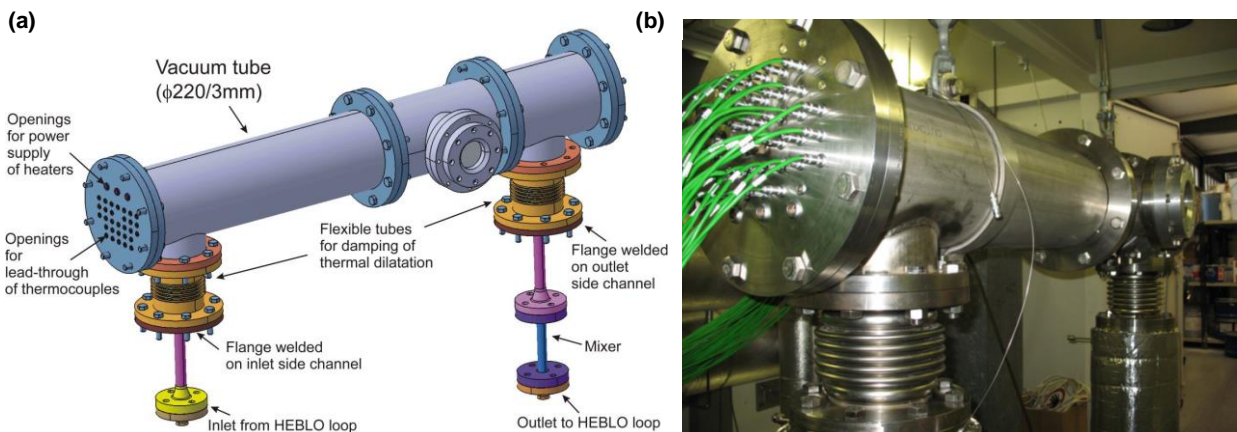 (a)
Vacuum tube
(ϕ220/3mm)
Openings
for power
supply
of heaters
Openings
for
lead-through
of thermocouples
Flexible tubes
for damping of
thermal dilatation
Flange welded
on outlet
side channel
Flange welded
on inlet side channel
Mixer
Inlet from HEBLO loop
Outlet to HEBLO loop
(b)